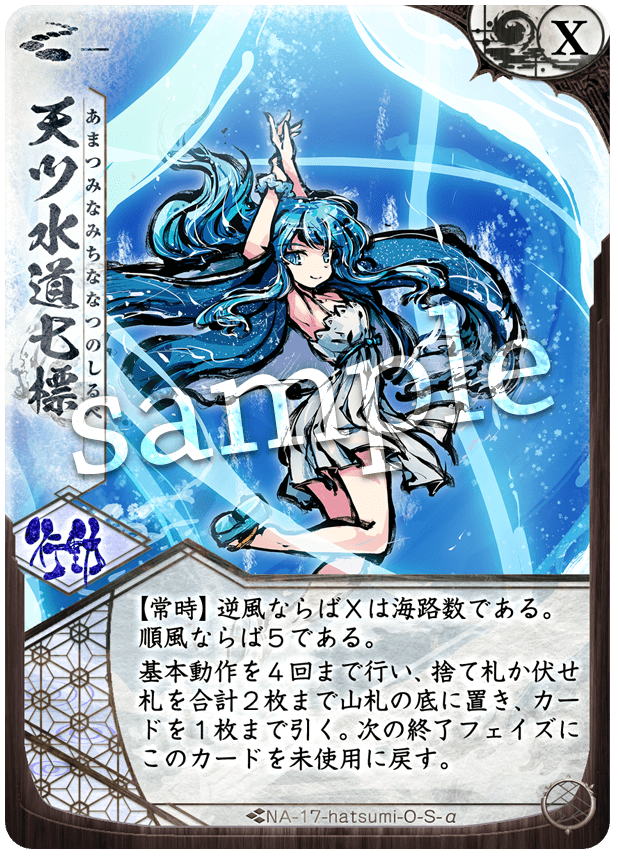 X
天ツ水道七標
あまつみなみちななつのしるべ
sample
行動
【常時】逆風ならばXは海路数である。
順風ならば5である。
基本動作を4回まで行い、捨て札か伏せ
札を合計2枚まで山札の底に置き、カー
ドを1枚まで引く。次の終了フェイズに
このカードを未使用に戻す。
NA-17-hatsumi-O-S-α